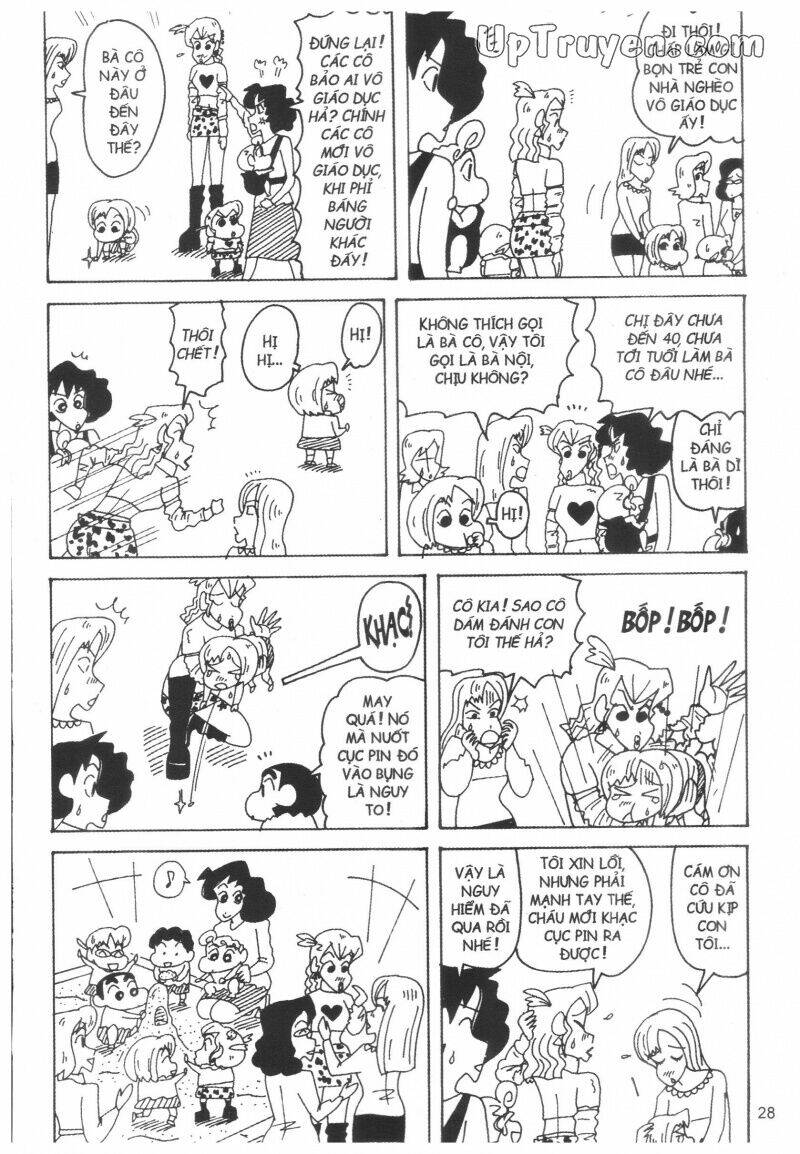 UpTruyen.com
ĐI THÔI!
CHẤP LÀM GÌ
BỌN TRẺ CON
NHÀ NGHÈO
VÔ GIÁO DỤC
ẤY!
ĐỨNG LẠI!
CÁC CÔ
BẢO AI VÔ
GIÁO DỤC
HẢ? CHÍNH
CÁC CÔ
MỚI VÔ
GIÁO DỤC,
KHI PHỈ
BÁNG
NGƯỜI
KHÁC
ĐẤY!
BÀ CÔ
NÀY Ở
ĐÂU
ĐẾN
ĐÂY
THẾ?
CHỊ ĐÂY CHƯA
ĐẾN 40, CHƯA
TỚI TUỔI LÀM BÀ
CÔ ĐÂU NHÉ...
CHỈ
ĐÁNG
LÀ BÀ DÌ
THÔI!
KHÔNG THÍCH GỌI
LÀ BÀ CÔ, VẬY TÔI
GỌI LÀ BÀ NỘI,
CHỊU KHÔNG?
HỊ!
HỊ!
HỊ
HỊ...
THÔI
CHẾT!
BỐP! BỐP!
CÔ KIA! SAO CÔ
DÁM ĐÁNH CON
TÔI THẾ HẢ?
KHẠC!
MAY
QUÁ! NÓ
MÀ NUỐT
CỤC PIN ĐÓ
VÀO BỤNG
LÀ NGUY
TO!
CÁM ƠN
CÔ ĐÃ
CỨU KỊP
CON
TÔI...
TÔI XIN LỖI,
NHƯNG PHẢI
MẠNH TAY THẾ,
CHÁU MỚI KHẠC
CỤC PIN RA
ĐƯỢC!
VẬY LÀ
NGUY
HIỂM ĐÃ
QUA RỒI
NHÉ!
28